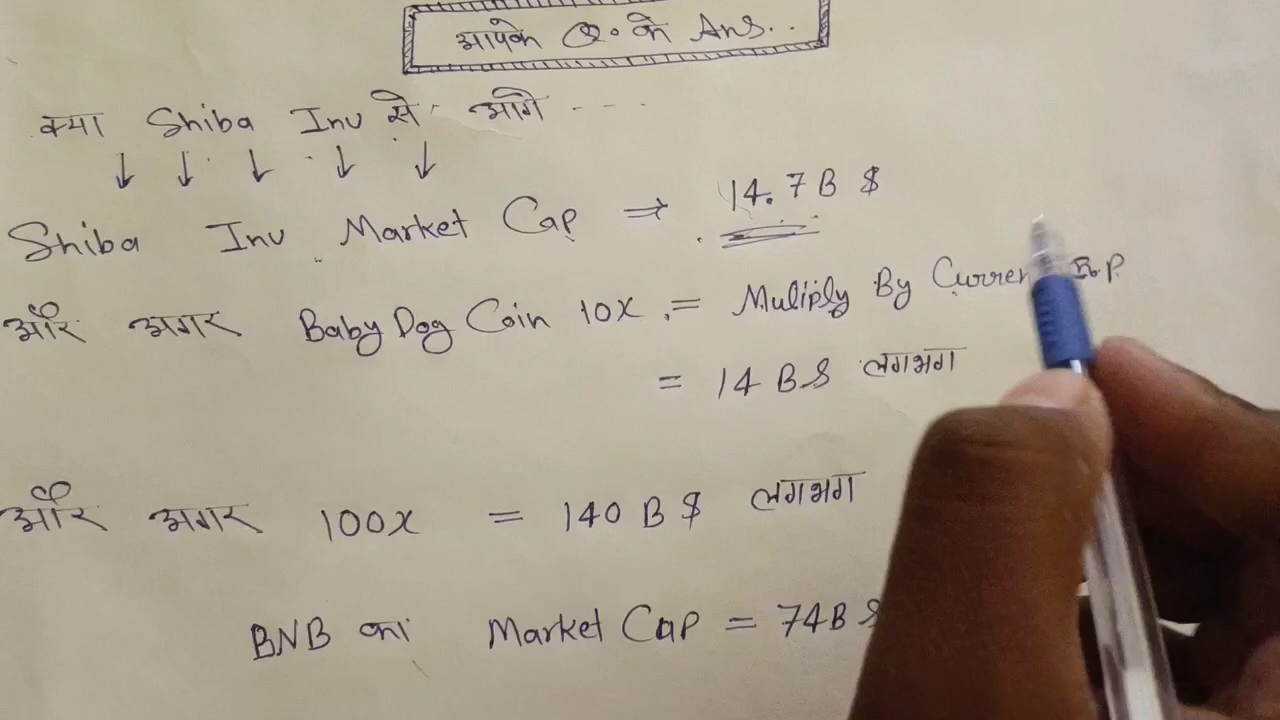 आपके Q. के Ans..
क्या Shiba Inu से आगे ----
Shiba Inu Market Cap ⇒ 14.7 B $
और अगर Baby Dog Coin 10x = Muliply By Curren P
= 14 B $ लगभग
और अगर 100x = 140 B $ लगभग
BNB का Market Cap = 74B $